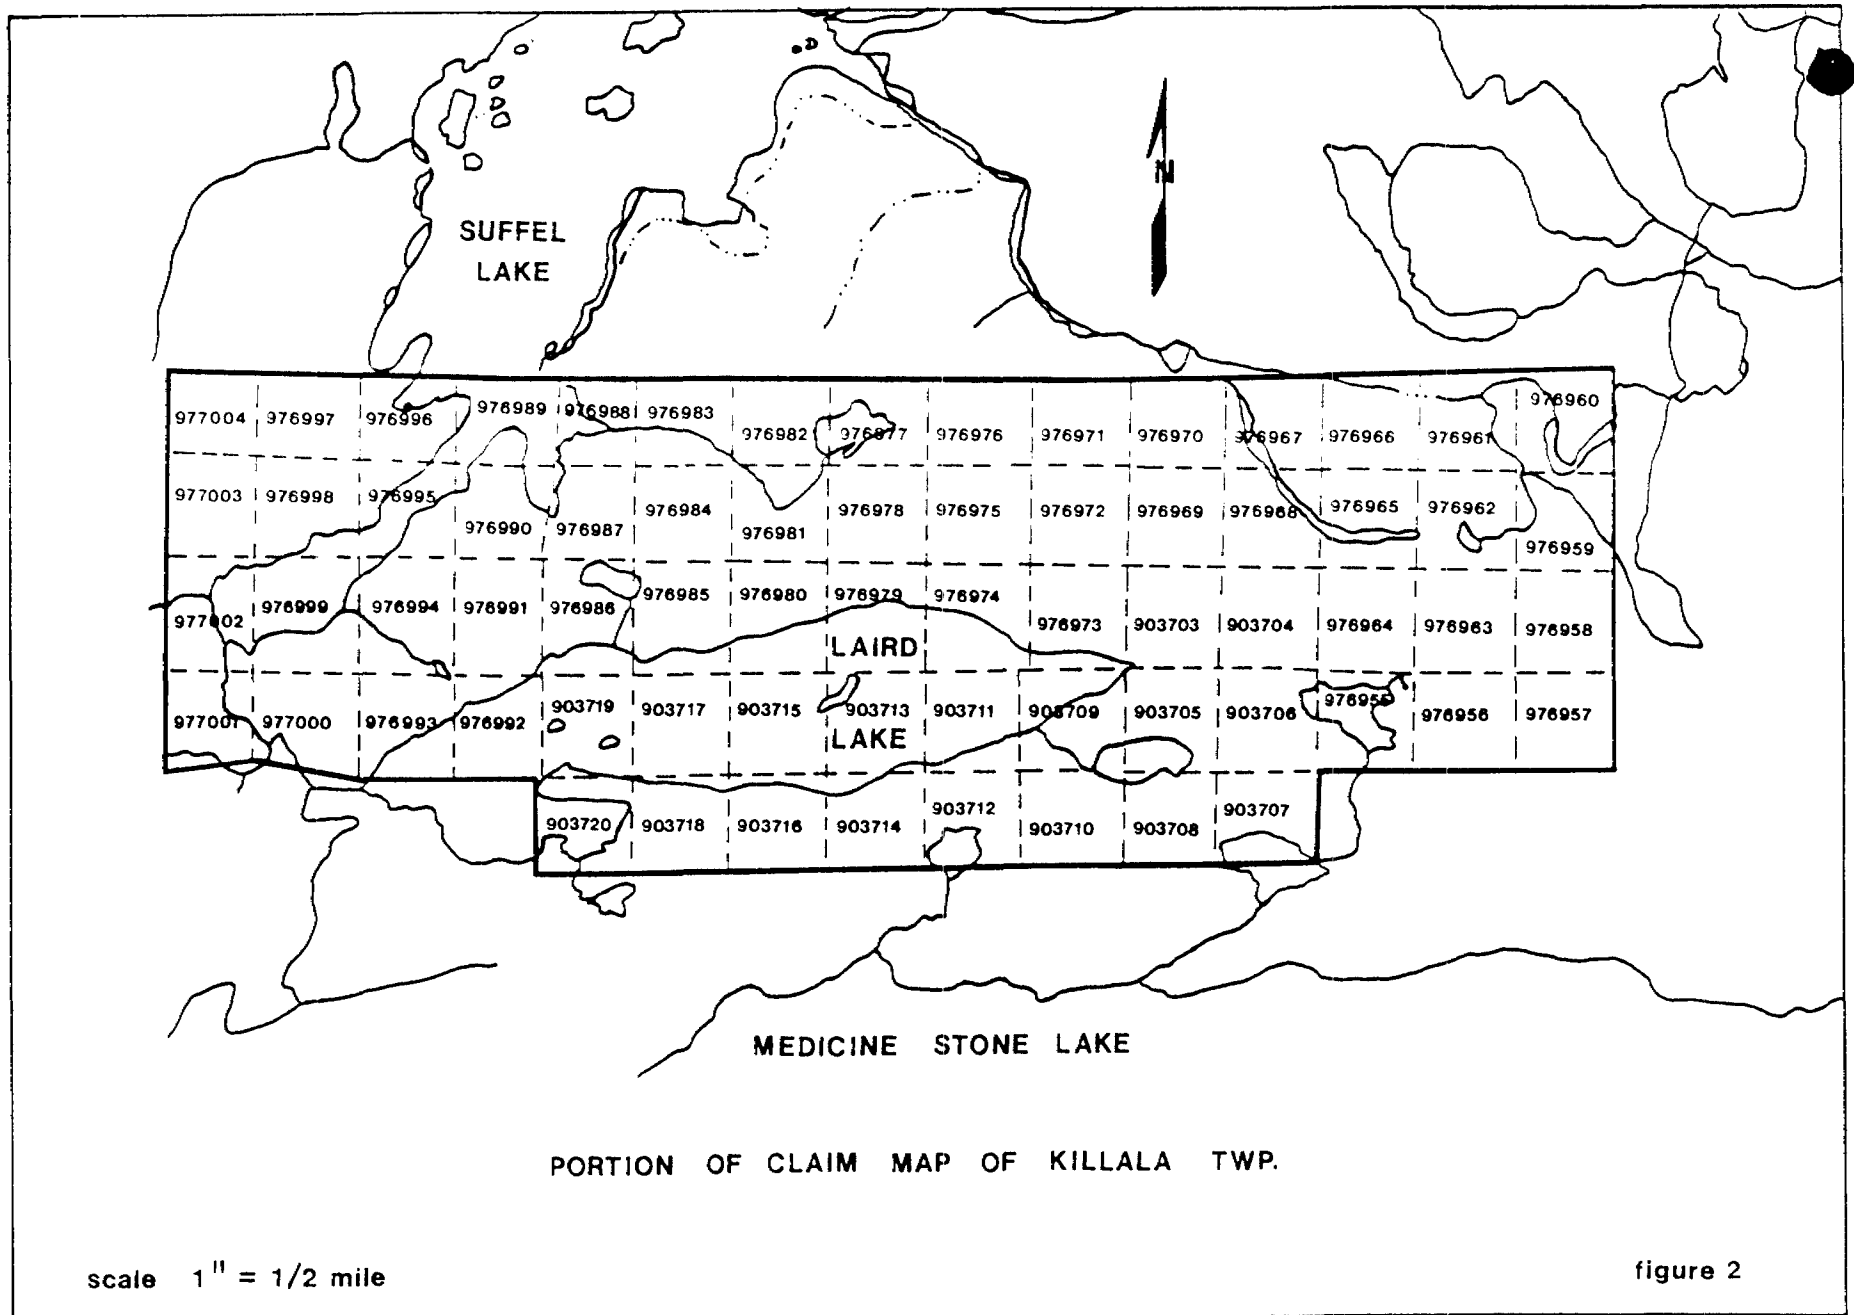 N
SUFFEL
LAKE
977004 976997 976996 976989 976988 976983 976982 976977 976976 976971 976970 976967 976966 976961 976960
977003 976998 976995 976990 976987 976984 976981 976978 976975 976972 976969 976968 976965 976962 976959
977002 976999 976994 976991 976986 976985 976980 976979 976974 976973 903703 903704 976964 976963 976958
LAIRD
977001 977000 976993 976992 903719 903717 903715 903713 903711 903709 903705 903706 976955 976956 976957
LAKE
903720 903718 903716 903714 903712 903710 903708 903707
MEDICINE STONE LAKE
PORTION OF CLAIM MAP OF KILLALA TWP.
scale 1" = 1/2 mile
figure 2